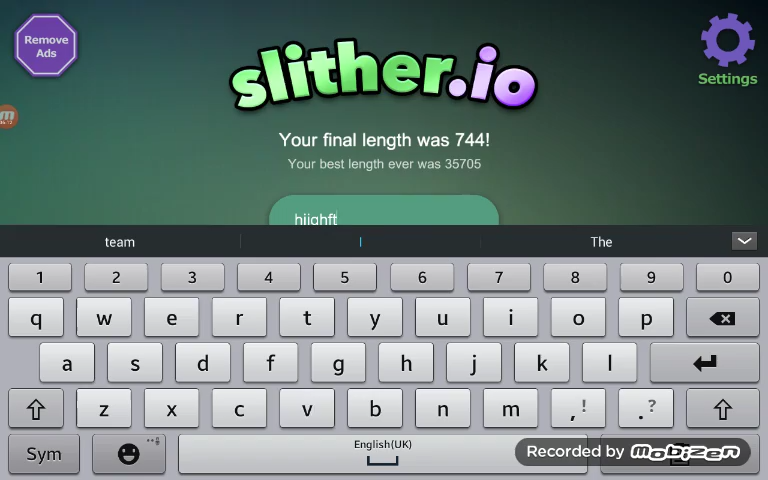 Remove
Ads
slither.io
Settings
Your final length was 744!
Your best length ever was 35705
team
I
The
1 2 3 4 5 6 7 8 9 0
q w e r t y u i o p
a s d f g h j k l
z x c v b n m , ! . ?
English(UK)
Sym
Recorded by mobizen